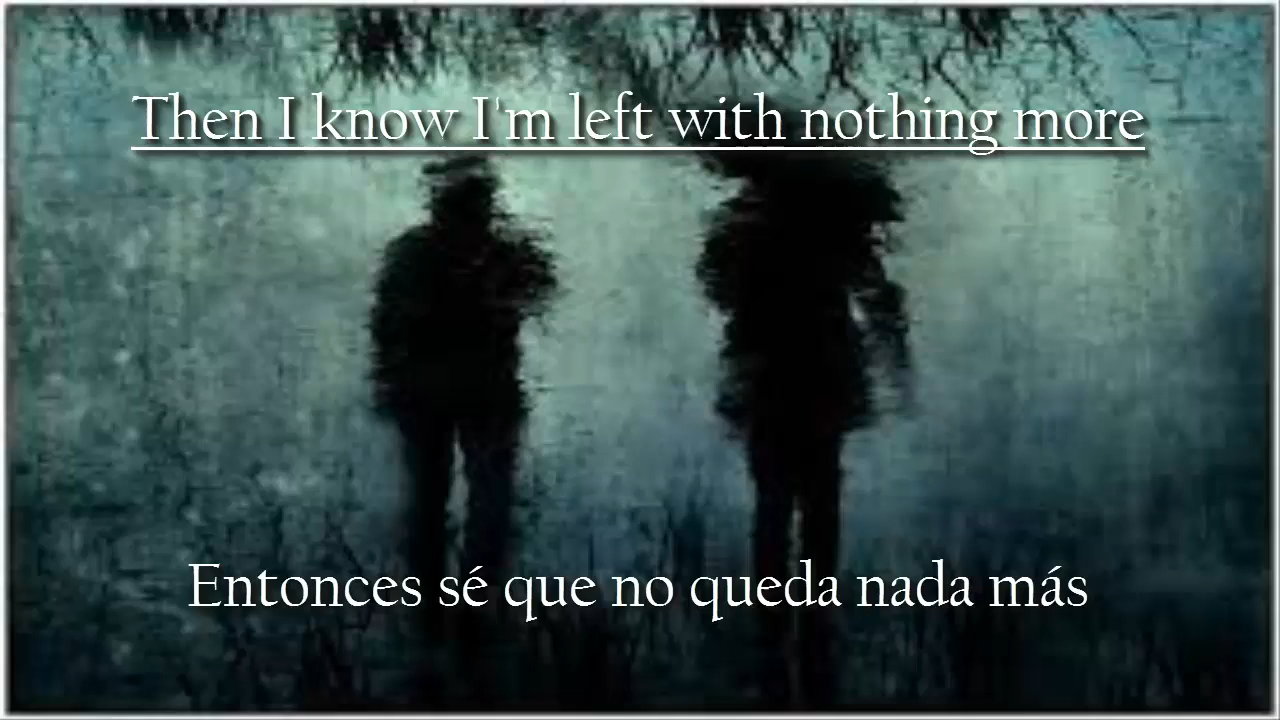 Then I know I'm left with nothing more
Entonces sé que no queda nada más